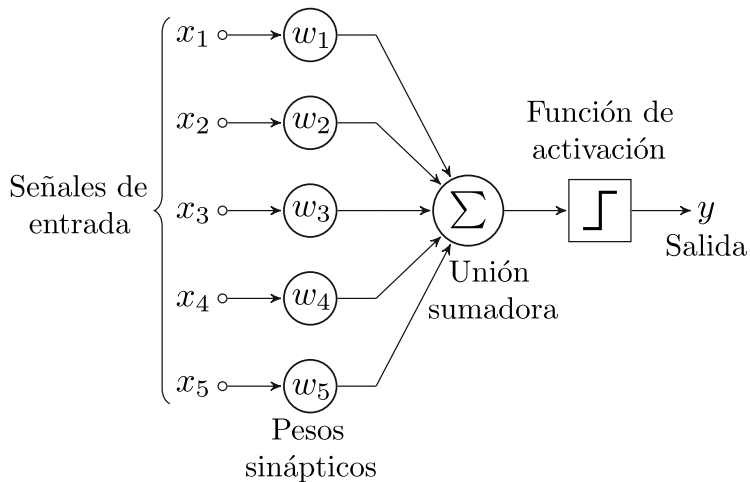 x₁ w₁
x₂ w₂
Función de
activación
Señales de
entrada
x₃ w₃ Σ y
Salida
Unión
sumadora
x₄ w₄
x₅ w₅
Pesos
sinápticos